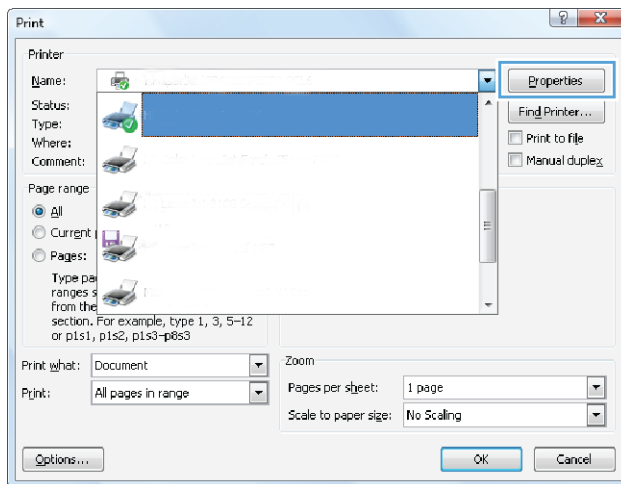 Print
Printer
Name:
Properties
Status:
Find Printer...
Type:
Where:
Print to file
Comment:
Manual duplex
Page range
All
Current
Pages:
Type
ranges
from the
section. For example, type 1, 3, 5–12
or p1s1, p1s2, p1s3–p8s3
Print what: Document
Print: All pages in range
Zoom
Pages per sheet: 1 page
Scale to paper size: No Scaling
Options...
OK
Cancel